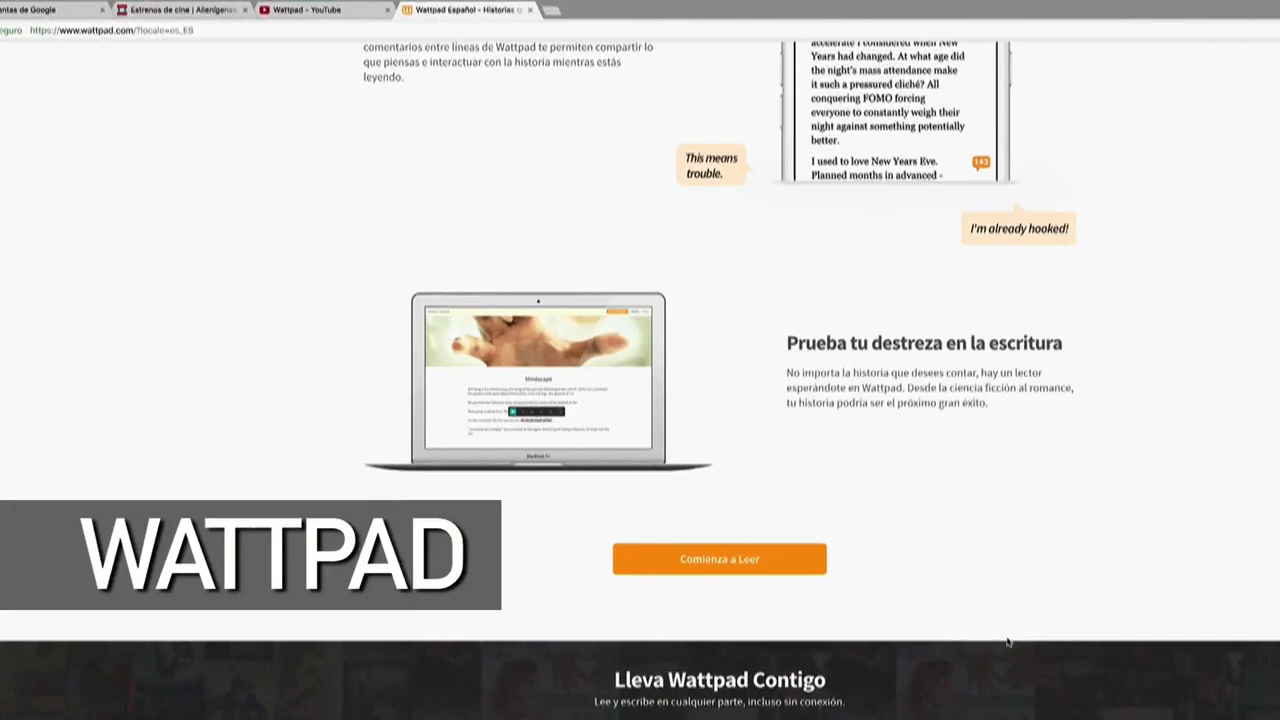 entas de Google
Estrenos de cine | Alienígenas
Wattpad - YouTube
Wattpad Español - Historias
eguro https://www.wattpad.com/?locale=es_ES
comentarios entre líneas de Wattpad te permiten compartir lo
que piensas e interactuar con la historia mientras estás
leyendo.
accelerate I considered when New
Years had changed. At what age did
the night's mass attendance make
it such a pressured cliché? All
conquering FOMO forcing
everyone to constantly weigh their
night against something potentially
better.
I used to love New Years Eve.
Planned months in advanced -
143
This means
trouble.
I'm already hooked!
Mindscape
MacBook Air
Prueba tu destreza en la escritura
No importa la historia que desees contar, hay un lector
esperándote en Wattpad. Desde la ciencia ficción al romance,
tu historia podría ser el próximo gran éxito.
WATTPAD
Comienza a Leer
Lleva Wattpad Contigo
Lee y escribe en cualquier parte, incluso sin conexión.